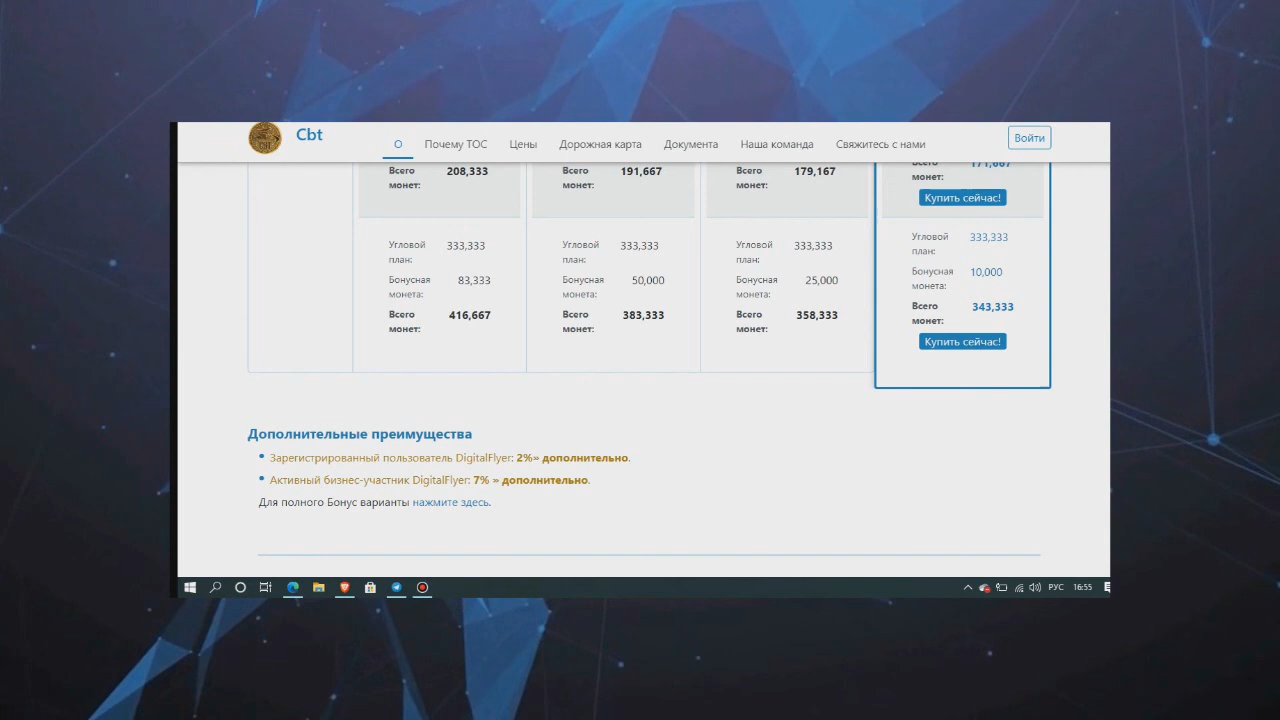 Cbt
О Почему ТОС Цены Дорожная карта Документа Наша команда Свяжитесь с нами Войти
Всего монет: 208,333 Всего монет: 191,667 Всего монет: 179,167 Всего монет: 171,667
Купить сейчас!
Угловой план: 333,333 Угловой план: 333,333 Угловой план: 333,333 Угловой план: 333,333
Бонусная монета: 83,333 Бонусная монета: 50,000 Бонусная монета: 25,000 Бонусная монета: 10,000
Всего монет: 416,667 Всего монет: 383,333 Всего монет: 358,333 Всего монет: 343,333
Купить сейчас!
Дополнительные преимущества
Зарегистрированный пользователь DigitalFlyer: 2%» дополнительно.
Активный бизнес-участник DigitalFlyer: 7% » дополнительно.
Для полного Бонус варианты нажмите здесь.
РУС 16:55